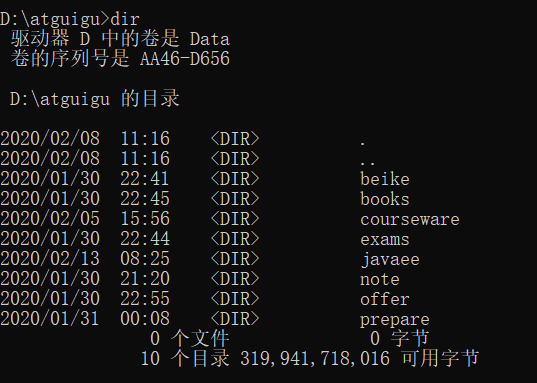 D:\atguigu>dir
驱动器 D 中的卷是 Data
卷的序列号是 AA46-D656
D:\atguigu 的目录
2020/02/08 11:16 <DIR> .
2020/02/08 11:16 <DIR> ..
2020/01/30 22:41 <DIR> beike
2020/01/30 22:45 <DIR> books
2020/02/05 15:56 <DIR> courseware
2020/01/30 22:44 <DIR> exams
2020/02/13 08:25 <DIR> javaee
2020/01/30 21:20 <DIR> note
2020/01/30 22:55 <DIR> offer
2020/01/31 00:08 <DIR> prepare
0 个文件 0 字节
10 个目录 319,941,718,016 可用字节